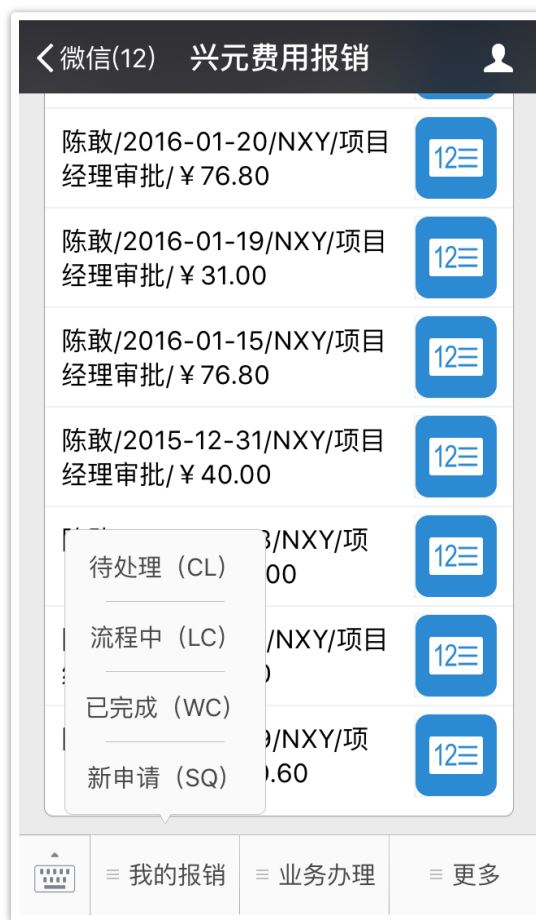 微信(12) 兴元费用报销
陈敢/2016-01-20/NXY/项目
经理审批/￥76.80
12
陈敢/2016-01-19/NXY/项目
经理审批/￥31.00
12
陈敢/2016-01-15/NXY/项目
经理审批/￥76.80
12
陈敢/2015-12-31/NXY/项目
经理审批/￥40.00
12
/NXY/项
00
12
/NXY/项目
12
/NXY/项
.60
12
待处理（CL）
流程中（LC）
已完成（WC）
新申请（SQ）
我的报销 业务办理 更多